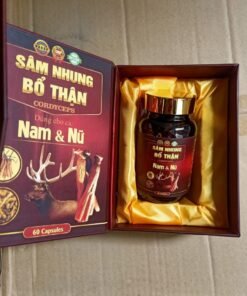 SÂM NHUNG
BỔ THẬN
CORDYCEPS
Dùng cho cả
Nam & Nữ
60 Capsules
SÂM NHUNG
BỔ THẬN
Nam & Nữ